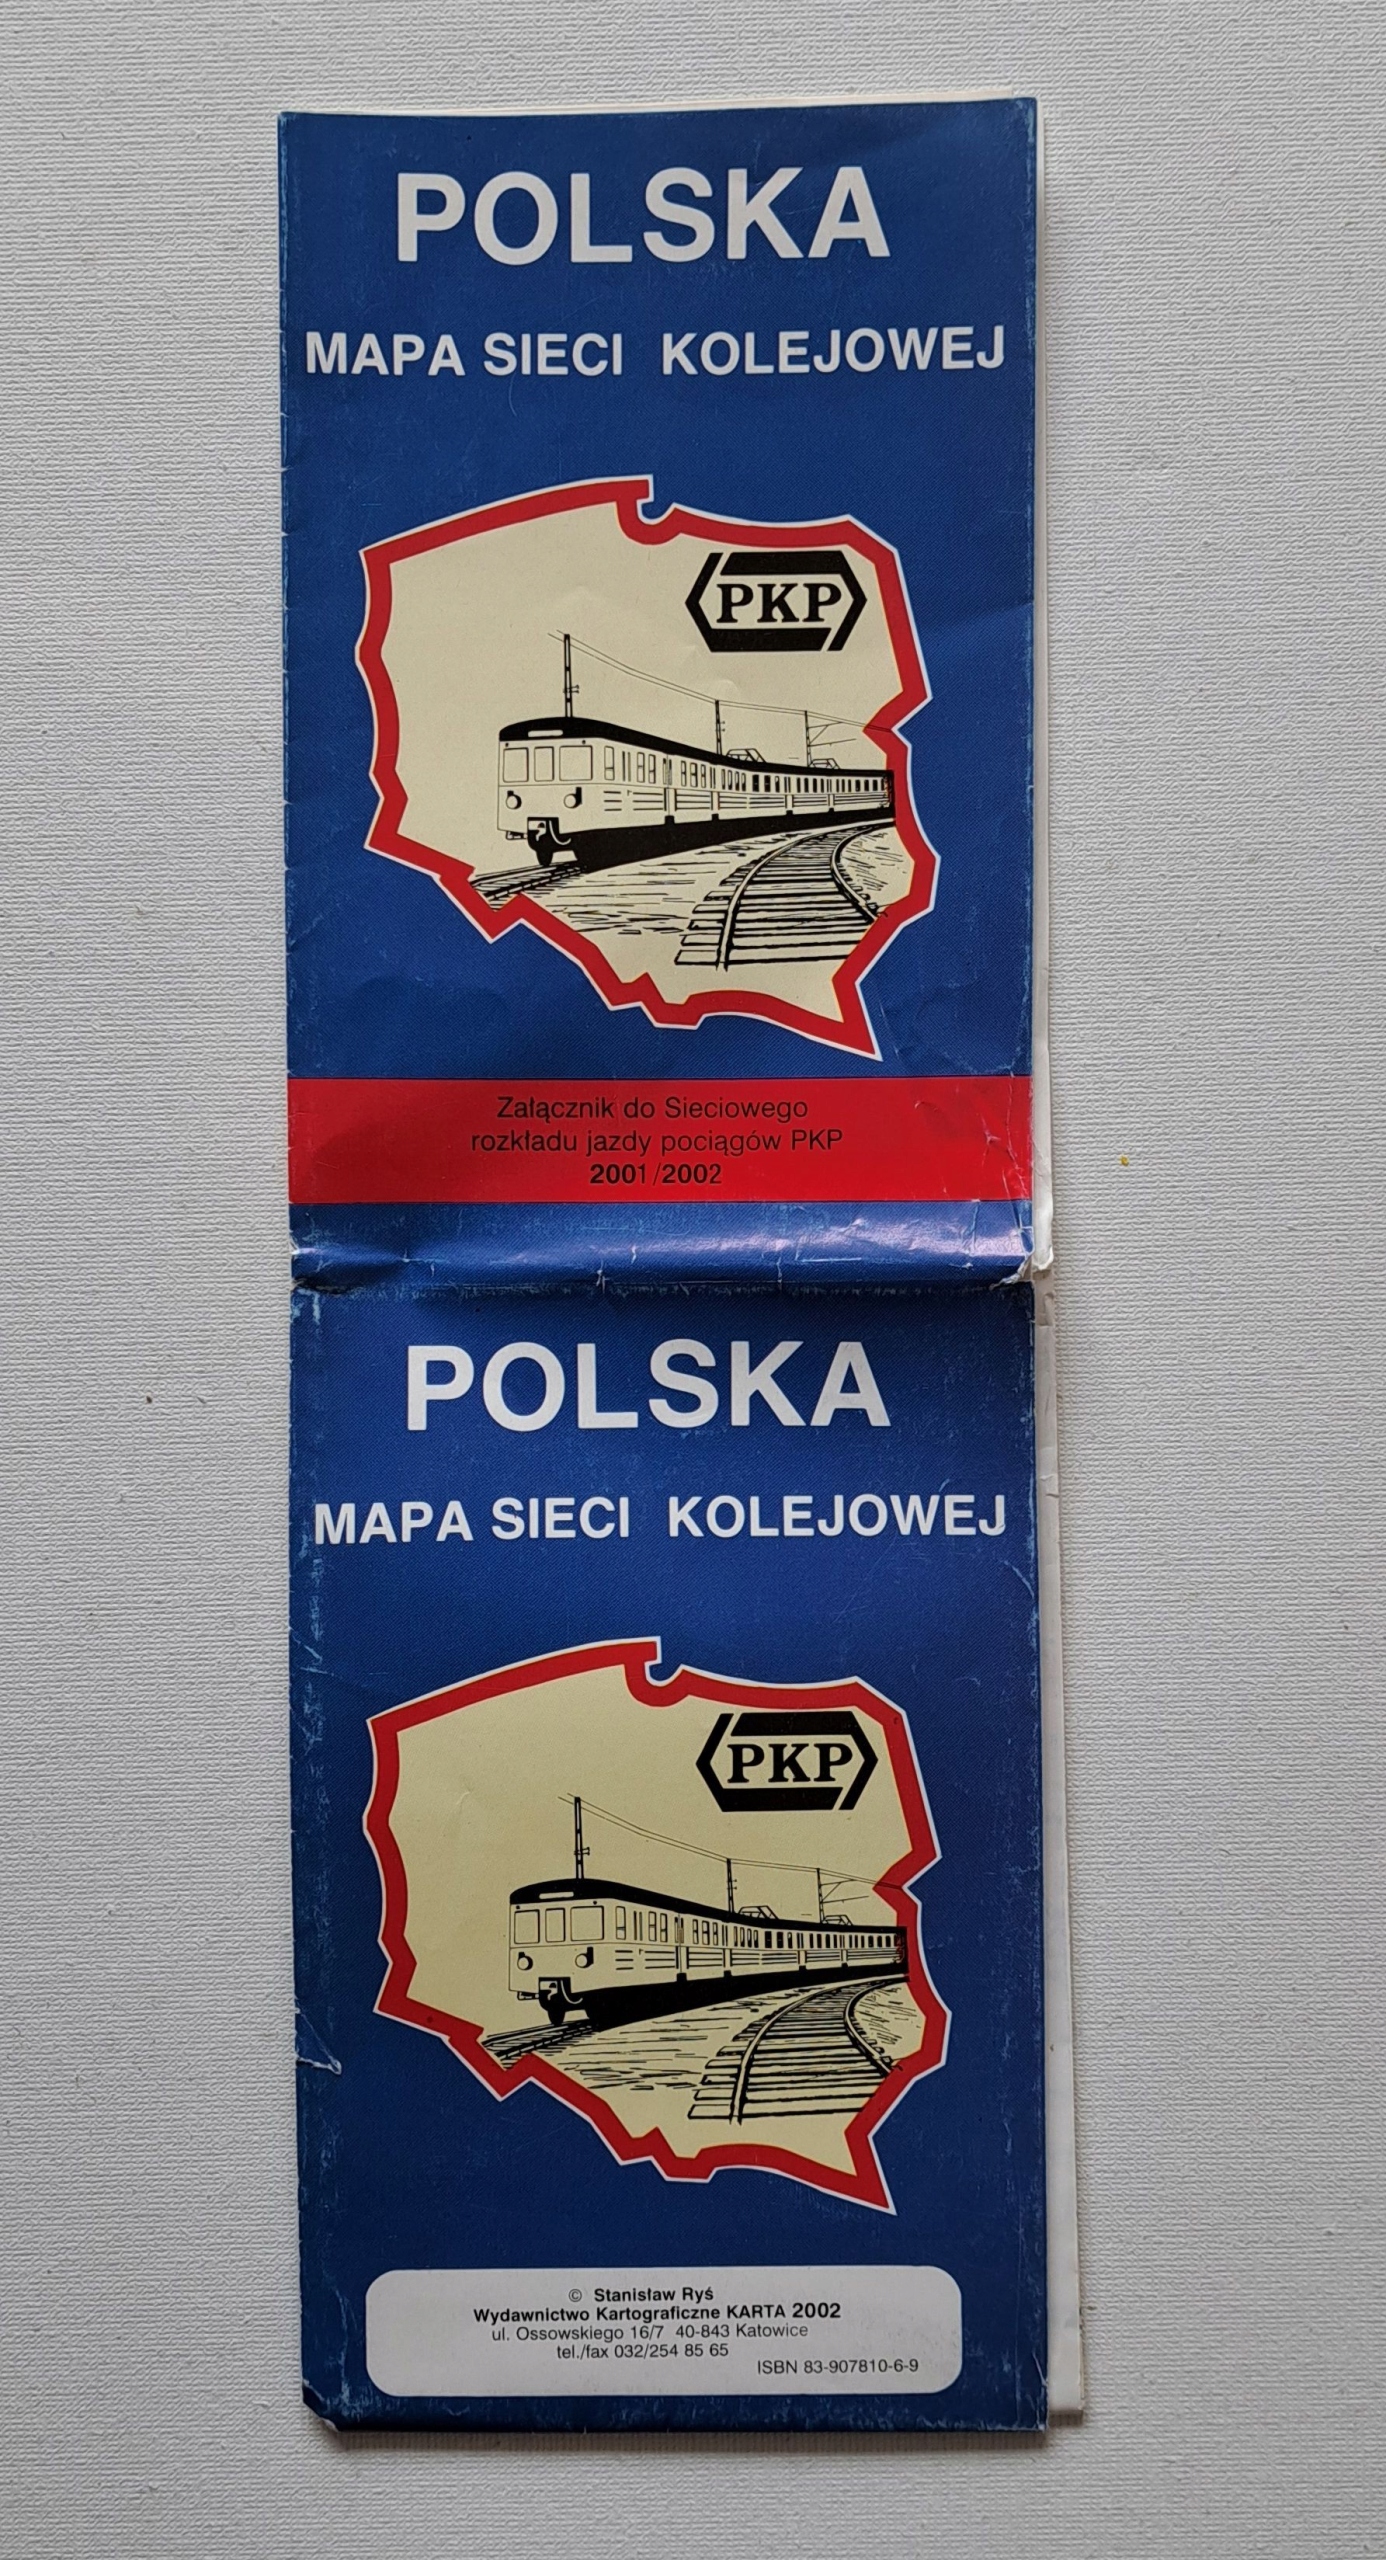 POLSKA
MAPA SIECI KOLEJOWEJ
PKP
Załącznik do Sieciowego
rozkładu jazdy pociągów PKP
2001/2002
POLSKA
MAPA SIECI KOLEJOWEJ
PKP
© Stanisław Ryś
Wydawnictwo Kartograficzne KARTA 2002
ul. Ossowskiego 16/7 40-843 Katowice
tel./fax 032/254 85 65
ISBN 83-907810-6-9